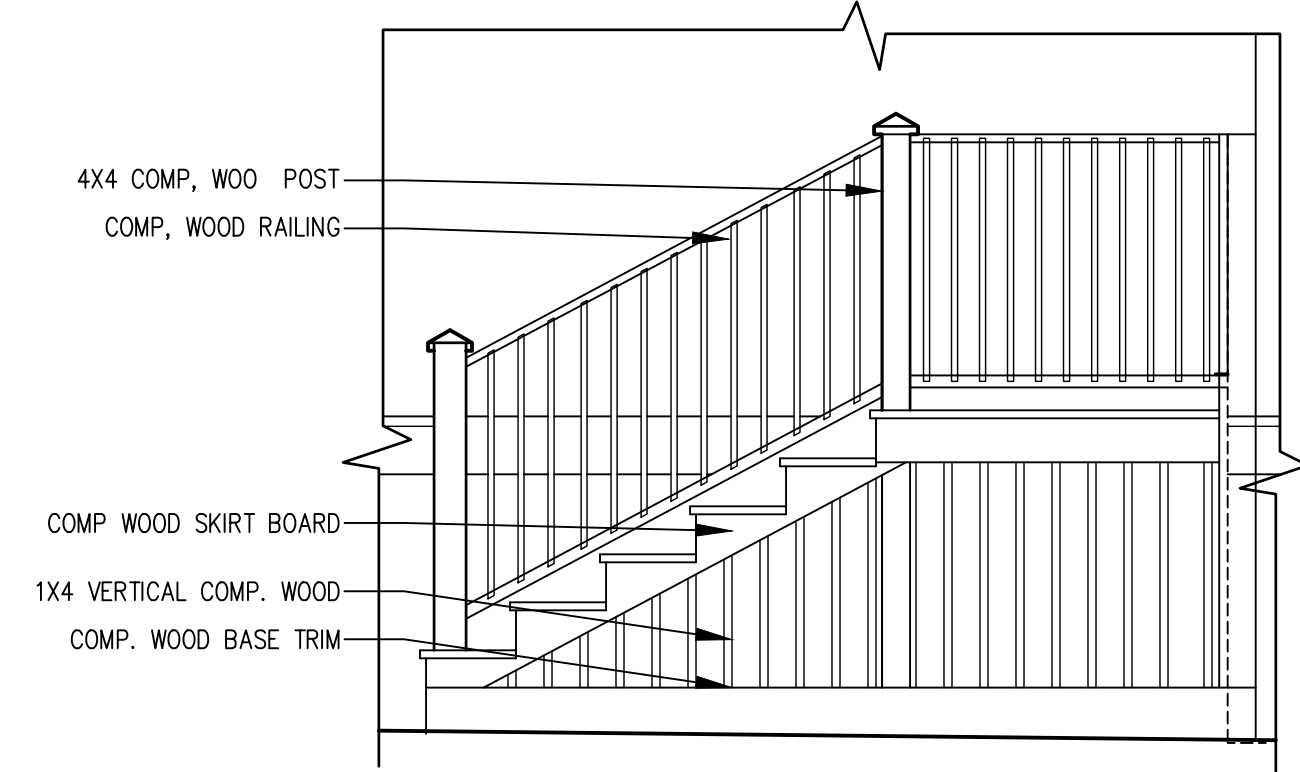 4X4 COMP, WOO POST
COMP, WOOD RAILING
COMP WOOD SKIRT BOARD
1X4 VERTICAL COMP. WOOD
COMP. WOOD BASE TRIM